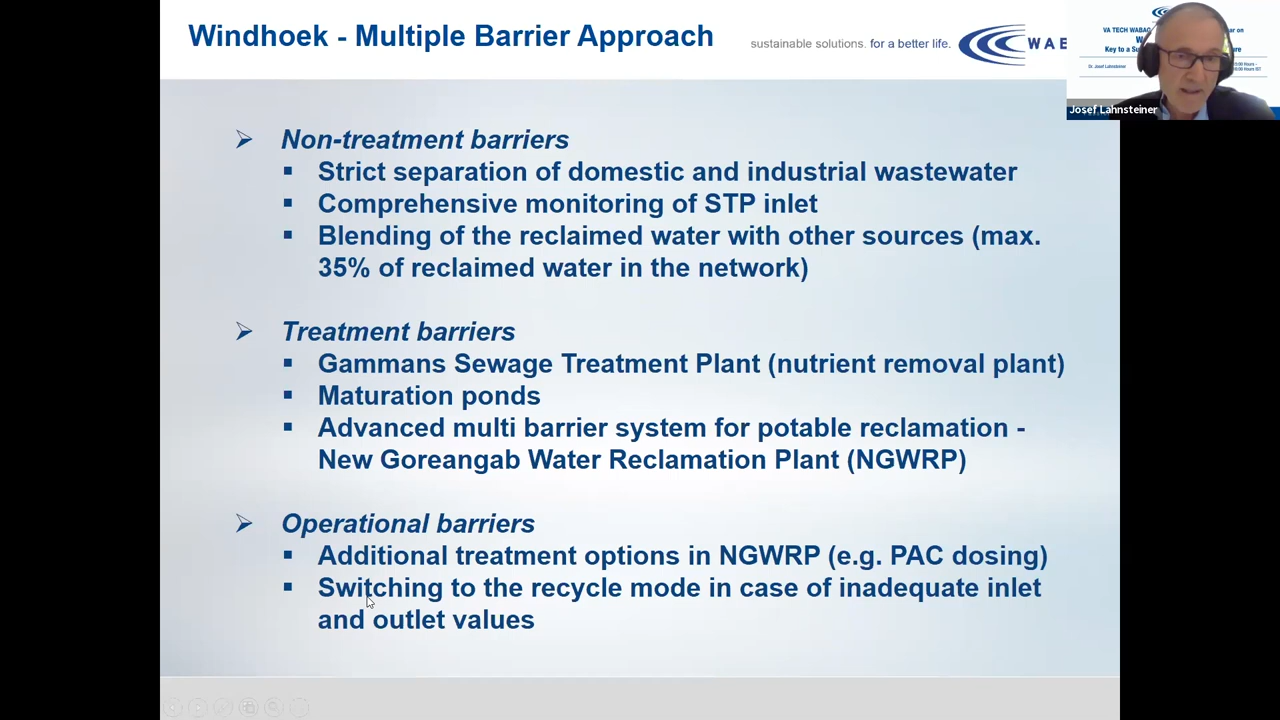 Windhoek - Multiple Barrier Approach
sustainable solutions. for a better life.
Josef Lahnsteiner
Non-treatment barriers
Strict separation of domestic and industrial wastewater
Comprehensive monitoring of STP inlet
Blending of the reclaimed water with other sources (max.
35% of reclaimed water in the network)
Treatment barriers
Gammans Sewage Treatment Plant (nutrient removal plant)
Maturation ponds
Advanced multi barrier system for potable reclamation -
New Goreangab Water Reclamation Plant (NGWRP)
Operational barriers
Additional treatment options in NGWRP (e.g. PAC dosing)
Switching to the recycle mode in case of inadequate inlet
and outlet values